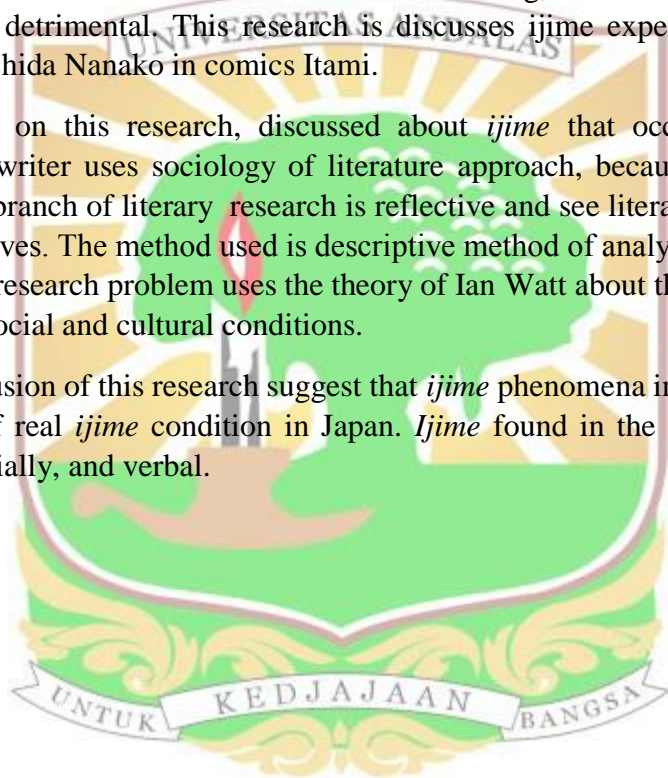 detrimental. This research is discusses ijime expe
UNIVERSITAS ANDALAS
hida Nanako in comics Itami.
on this research, discussed about ijime that occ
writer uses sociology of literature approach, becau
branch of literary research is reflective and see litera
ves. The method used is descriptive method of analy
research problem uses the theory of Ian Watt about th
ocial and cultural conditions.
usion of this research suggest that ijime phenomena in
f real ijime condition in Japan. Ijime found in the
ially, and verbal.
UNTUK KEDJAJAAN BANGSA